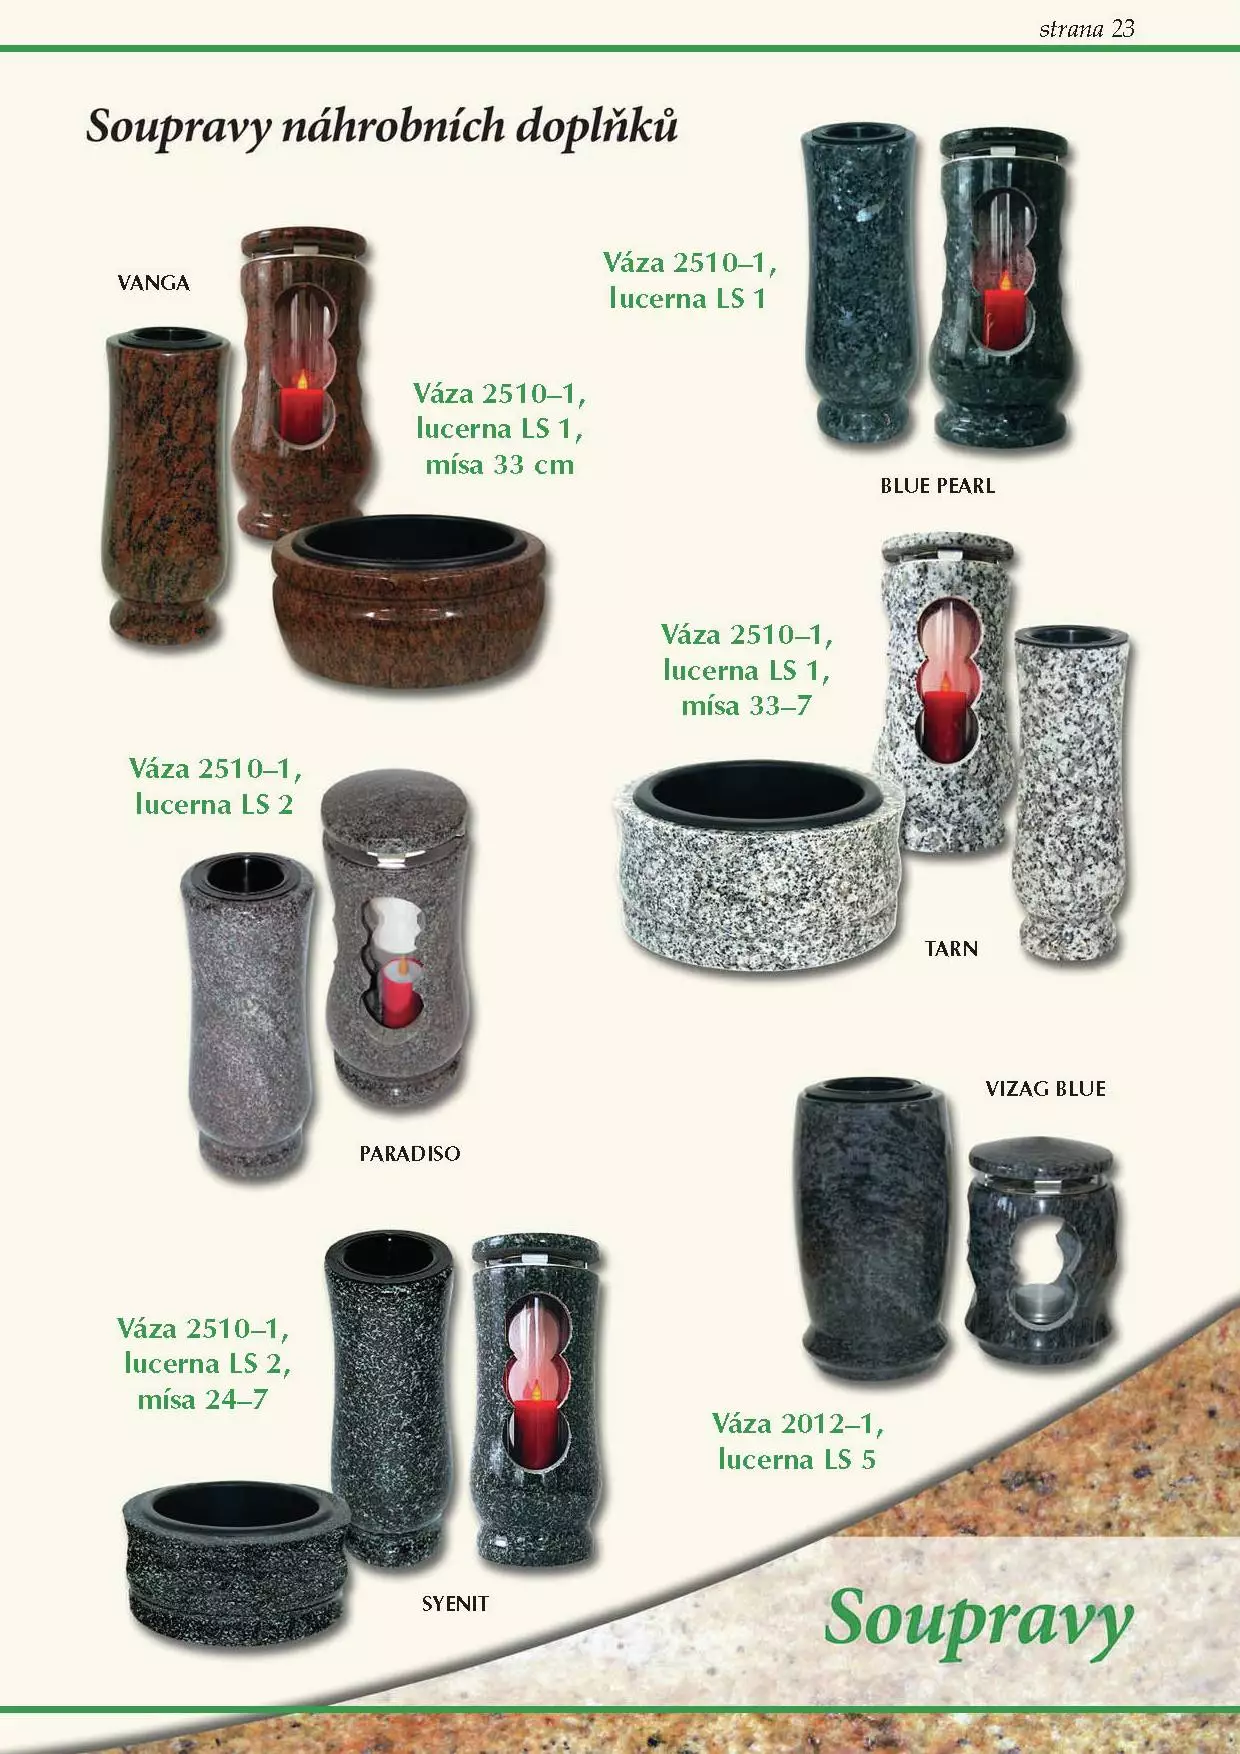 strana 23
Soupravy náhrobních doplňků
VANGA
Váza 2510–1,
lucerna LS 1,
mísa 33 cm
Váza 2510–1,
lucerna LS 1
BLUE PEARL
Váza 2510–1,
lucerna LS 1,
mísa 33–7
TARN
Váza 2510–1,
lucerna LS 2
PARADISO
VIZAG BLUE
Váza 2012–1,
lucerna LS 5
Váza 2510–1,
lucerna LS 2,
mísa 24–7
SYENIT
Soupravy